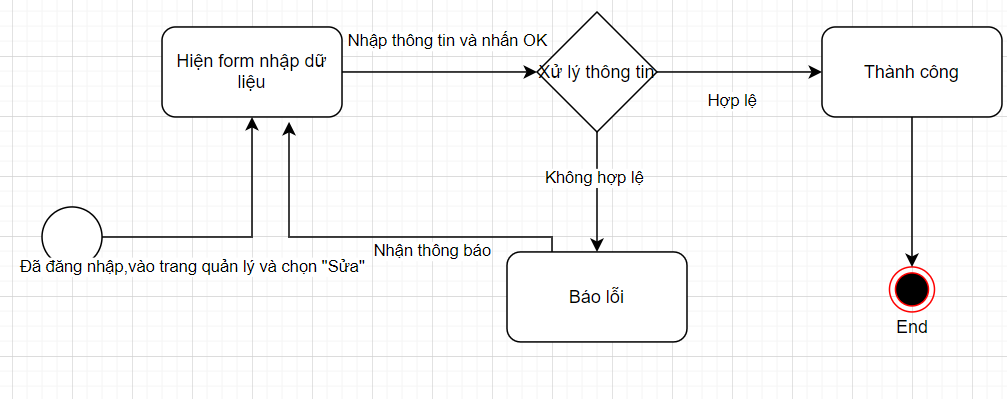 Hiện form nhập dữ
liệu
Nhập thông tin và nhấn OK
Xử lý thông tin
Hợp lệ
Thành công
Không hợp lệ
Đã đăng nhập,vào trang quản lý và chọn "Sửa"
Nhận thông báo
Báo lỗi
End